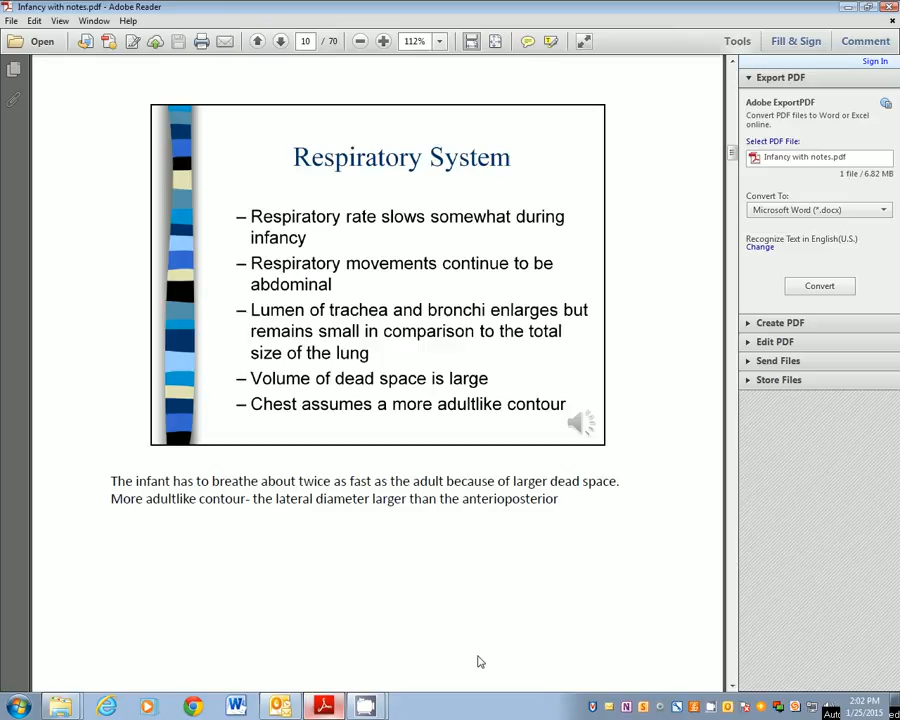 Infancy with notes.pdf - Adobe Reader
File Edit View Window Help
Open 10 / 70 112% Tools Fill & Sign Comment
Sign In
Export PDF
Adobe ExportPDF
Convert PDF files to Word or Excel
online.
Select PDF File:
Infancy with notes.pdf
1 file / 6.82 MB
Convert To:
Microsoft Word (*.docx)
Recognize Text in English(U.S.)
Change
Convert
Create PDF
Edit PDF
Send Files
Store Files
Respiratory System
– Respiratory rate slows somewhat during
infancy
– Respiratory movements continue to be
abdominal
– Lumen of trachea and bronchi enlarges but
remains small in comparison to the total
size of the lung
– Volume of dead space is large
– Chest assumes a more adultlike contour
The infant has to breathe about twice as fast as the adult because of larger dead space.
More adultlike contour- the lateral diameter larger than the anterioposterior
2:02 PM
1/25/2015